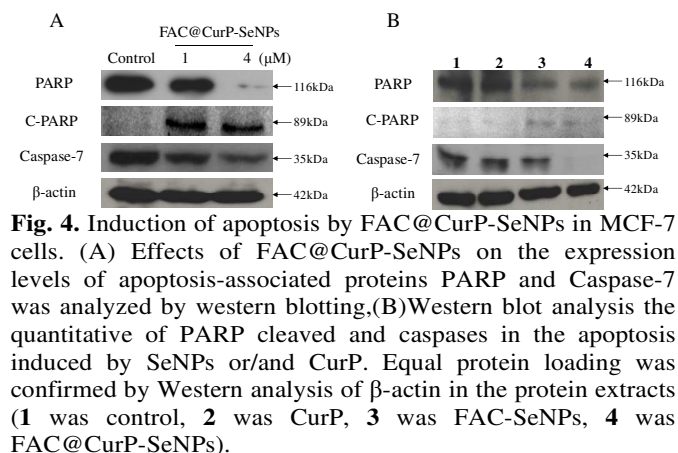 A
B
FAC@CurP-SeNPs
Control 1 4 (μM)
PARP 116kDa
C-PARP 89kDa
Caspase-7 35kDa
β-actin 42kDa
1 2 3 4
PARP 116kDa
C-PARP 89kDa
Caspase-7 35kDa
β-actin 42kDa
Fig. 4. Induction of apoptosis by FAC@CurP-SeNPs in MCF-7
cells. (A) Effects of FAC@CurP-SeNPs on the expression
levels of apoptosis-associated proteins PARP and Caspase-7
was analyzed by western blotting,(B)Western blot analysis the
quantitative of PARP cleaved and caspases in the apoptosis
induced by SeNPs or/and CurP. Equal protein loading was
confirmed by Western analysis of β-actin in the protein extracts
(1 was control, 2 was CurP, 3 was FAC-SeNPs, 4 was
FAC@CurP-SeNPs).